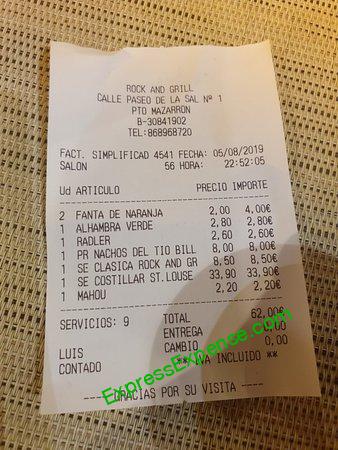 ROCK AND GRILL
CALLE PASEO DE LA SAL Nº 1
PTO MAZARRON
B-30841902
TEL:868968720
FACT. SIMPLIFICAD 4541 FECHA: 05/08/2019
SALON 56 HORA: 22:52:05
Ud ARTICULO PRECIO IMPORTE
2 FANTA DE NARANJA 2,00 4,00€
1 ALHAMBRA VERDE 2,80 2,80€
1 RADLER 2,60 2,60€
1 PR NACHOS DEL TIO BILL 8,00 8,00€
1 SE CLASICA ROCK AND GR 8,50 8,50€
1 SE COSTILLAR ST.LOUSE 33,90 33,90€
1 MAHOU 2,20 2,20€
SERVICIOS: 9 TOTAL 62,00€
ENTREGA 0,00
LUIS CAMBIO 0,00
CONTADO ** IVA INCLUIDO **
GRACIAS POR SU VISITA
ExpressExpense.com